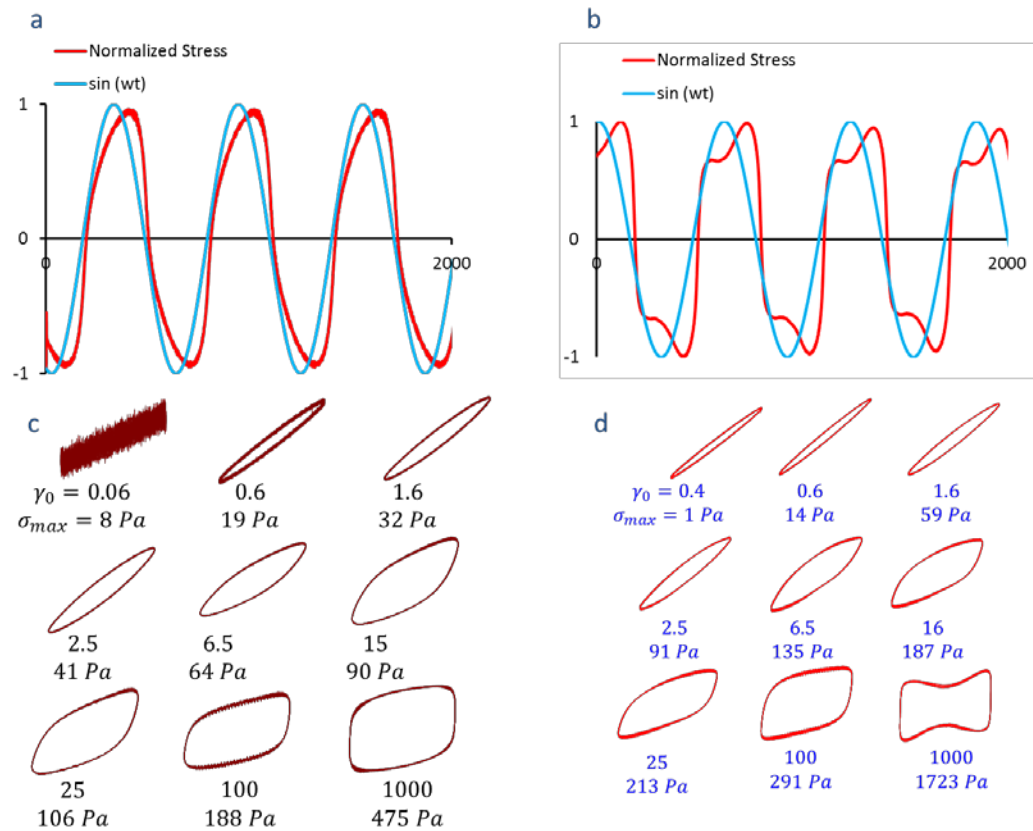 a
Normalized Stress
sin (wt)
1
0
0
2000
-1
b
Normalized Stress
sin (wt)
1
0
0
2000
-1
c
γ₀ = 0.06
σₘₐₓ = 8 Pa
0.6
19 Pa
1.6
32 Pa
2.5
41 Pa
6.5
64 Pa
15
90 Pa
25
106 Pa
100
188 Pa
1000
475 Pa
d
γ₀ = 0.4
σₘₐₓ = 1 Pa
0.6
14 Pa
1.6
59 Pa
2.5
91 Pa
6.5
135 Pa
16
187 Pa
25
213 Pa
100
291 Pa
1000
1723 Pa